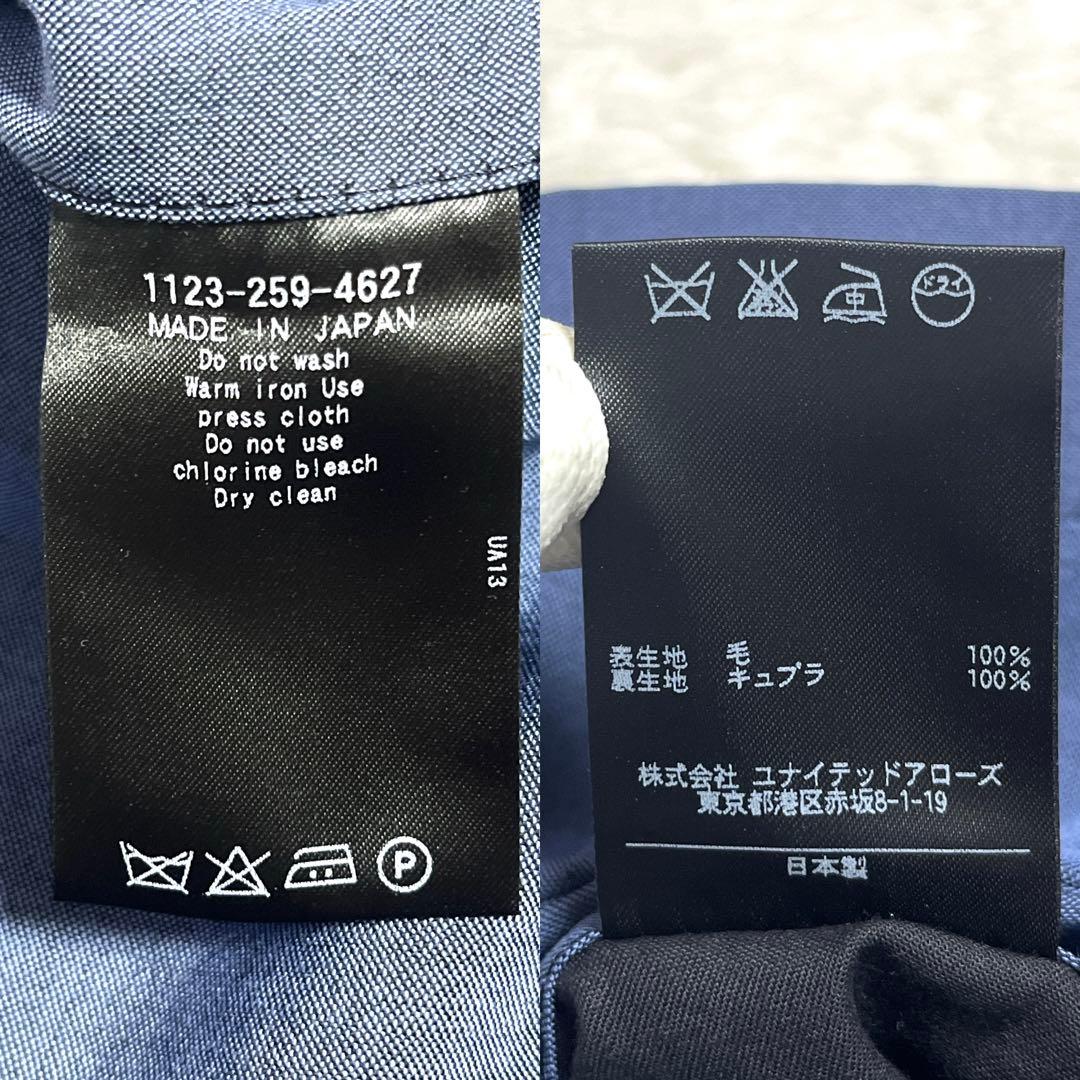 1123-259-4627
MADE IN JAPAN
Do not wash
Warm iron Use
press cloth
Do not use
chlorine bleach
Dry clean
UA13
P
中 ドライ
表生地 毛 100%
裏生地 キュプラ 100%
株式会社 ユナイテッドアローズ
東京都港区赤坂8-1-19
日本製